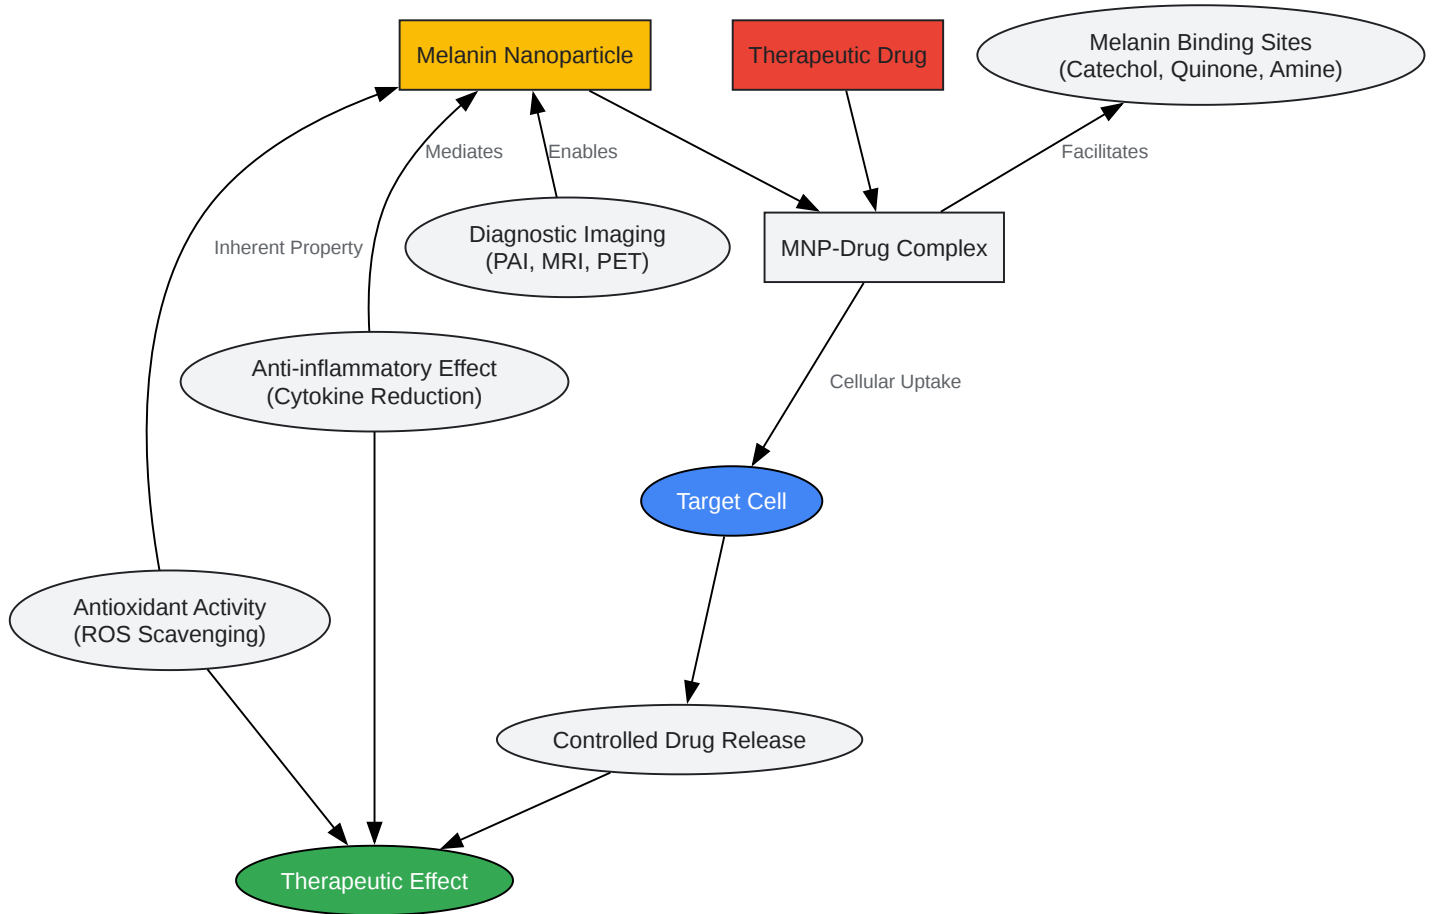 Melanin Nanoparticle
Therapeutic Drug
Melanin Binding Sites
(Catechol, Quinone, Amine)
Mediates
Enables
Facilitates
Inherent Property
Diagnostic Imaging
(PAI, MRI, PET)
MNP-Drug Complex
Anti-inflammatory Effect
(Cytokine Reduction)
Cellular Uptake
Target Cell
Antioxidant Activity
(ROS Scavenging)
Controlled Drug Release
Therapeutic Effect